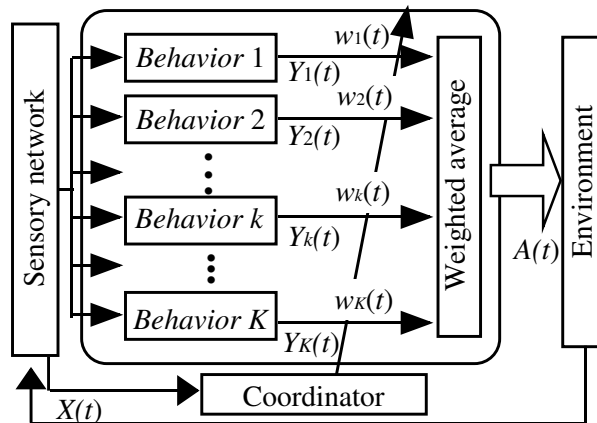 Sensory network
Behavior 1
Y1(t)
w1(t)
Behavior 2
Y2(t)
w2(t)
Behavior k
Yk(t)
wk(t)
Behavior K
YK(t)
wK(t)
Weighted average
A(t)
Environment
X(t)
Coordinator